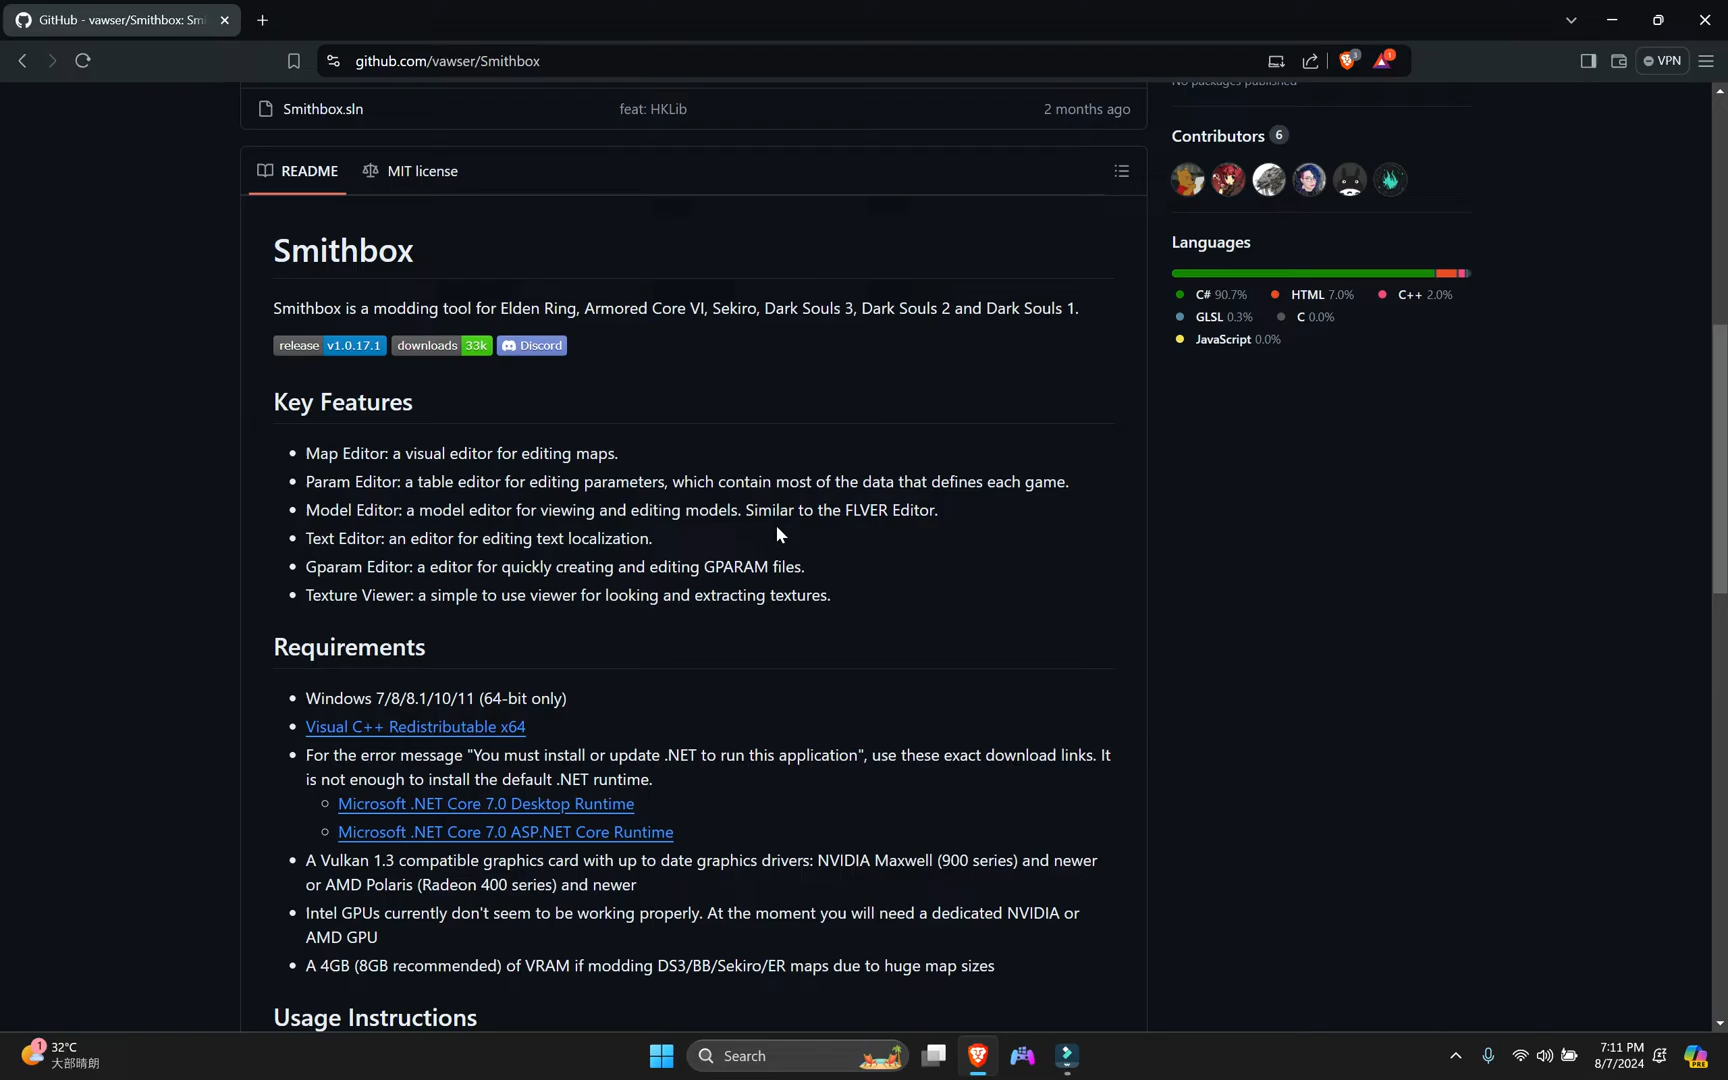 GitHub - vawser/Smithbox: Smi
github.com/vawser/Smithbox
3
1
VPN
Smithbox.sln
feat: HKLib
2 months ago
No packages published
README
MIT license
Contributors 6
Smithbox
Languages
C# 90.7%
HTML 7.0%
C++ 2.0%
GLSL 0.3%
C 0.0%
JavaScript 0.0%
Smithbox is a modding tool for Elden Ring, Armored Core VI, Sekiro, Dark Souls 3, Dark Souls 2 and Dark Souls 1.
release v1.0.17.1
downloads 33k
Discord
Key Features
Map Editor: a visual editor for editing maps.
Param Editor: a table editor for editing parameters, which contain most of the data that defines each game.
Model Editor: a model editor for viewing and editing models. Similar to the FLVER Editor.
Text Editor: an editor for editing text localization.
Gparam Editor: a editor for quickly creating and editing GPARAM files.
Texture Viewer: a simple to use viewer for looking and extracting textures.
Requirements
Windows 7/8/8.1/10/11 (64-bit only)
Visual C++ Redistributable x64
For the error message "You must install or update .NET to run this application", use these exact download links. It
is not enough to install the default .NET runtime.
Microsoft .NET Core 7.0 Desktop Runtime
Microsoft .NET Core 7.0 ASP.NET Core Runtime
A Vulkan 1.3 compatible graphics card with up to date graphics drivers: NVIDIA Maxwell (900 series) and newer
or AMD Polaris (Radeon 400 series) and newer
Intel GPUs currently don't seem to be working properly. At the moment you will need a dedicated NVIDIA or
AMD GPU
A 4GB (8GB recommended) of VRAM if modding DS3/BB/Sekiro/ER maps due to huge map sizes
Usage Instructions
1
32°C
大部晴朗
Search
7:11 PM
8/7/2024
PRE